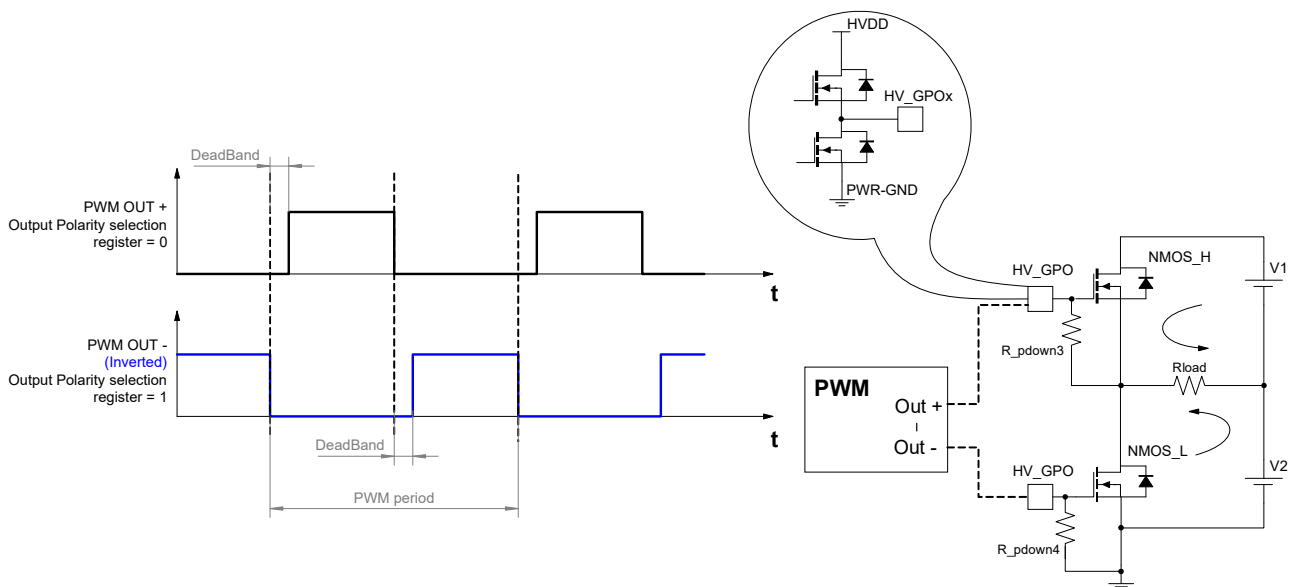 DeadBand
PWM OUT +
Output Polarity selection
register = 0
t
PWM OUT -
(Inverted)
Output Polarity selection
register = 1
t
DeadBand
PWM period
HVDD
HV_GPOx
PWR-GND
HV_GPO
NMOS_H
V1
R_pdown3
Rload
PWM
Out +
-
Out -
HV_GPO
NMOS_L
V2
R_pdown4